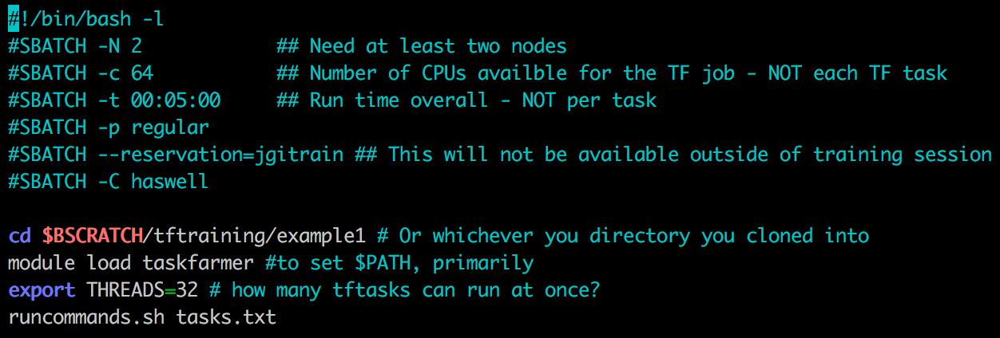 #!/bin/bash -l
#SBATCH -N 2 ## Need at least two nodes
#SBATCH -c 64 ## Number of CPUs availble for the TF job - NOT each TF task
#SBATCH -t 00:05:00 ## Run time overall - NOT per task
#SBATCH -p regular
#SBATCH --reservation=jgitrain ## This will not be available outside of training session
#SBATCH -C haswell
cd $BSCRATCH/tftraining/example1 # Or whichever you directory you cloned into
module load taskfarmer #to set $PATH, primarily
export THREADS=32 # how many tftasks can run at once?
runcommands.sh tasks.txt